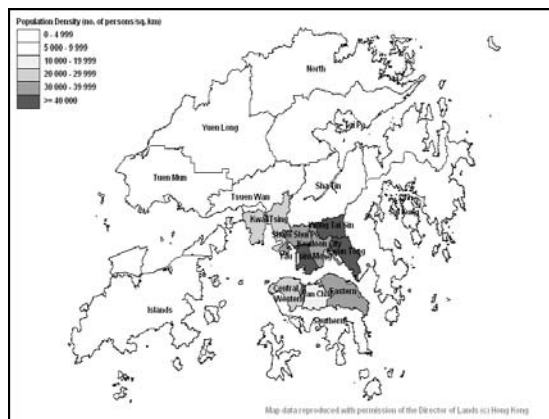 Population Density (no. of persons/sq. km)
0 - 4 999
5 000 - 9 999
10 000 - 19 999
20 000 - 29 999
30 000 - 39 999
>= 40 000
North
Tai Po
Yuen Long
Tuen Mun
Sha Tin
Tsuen Wan
Kwai Tsing
Wong Tai Sin
Sham Shui Po
Kowloon City
Kwun Tong
Yau Tsim Mong
Central
Western
Wan Chai
Eastern
Islands
Southern
Map data reproduced with permission of the Director of Lands (c) Hong Kong